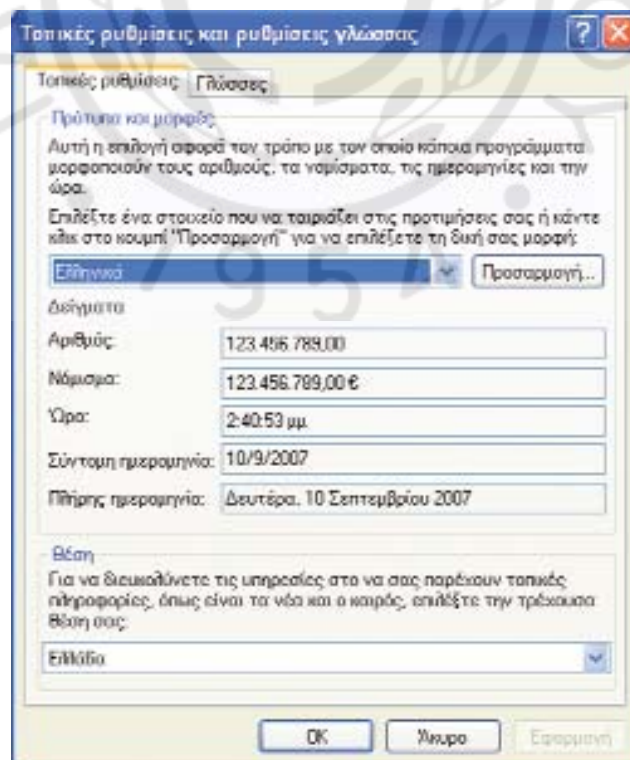 Τοπικές ρυθμίσεις και ρυθμίσεις γλώσσας
Τοπικές ρυθμίσεις Γλώσσες
Πρότυπα και μορφές
Αυτή η επιλογή αφορά τον τρόπο με τον οποίο κάποια προγράμματα
μορφοποιούν τους αριθμούς, τα νομίσματα, τις ημερομηνίες και την
ώρα.
Επιλέξτε ένα στοιχείο που να ταιριάζει στις προτιμήσεις σας ή κάντε
κλικ στο κουμπί "Προσαρμογή" για να επιλέξετε τη δική σας μορφή:
Ελληνικά Προσαρμογή...
Δείγματα
Αριθμός: 123.456.789,00
Νόμισμα: 123.456.789,00 €
Ώρα: 2:40:53 μμ
Σύντομη ημερομηνία: 10/9/2007
Πλήρης ημερομηνία: Δευτέρα, 10 Σεπτεμβρίου 2007
Θέση
Για να διευκολύνετε τις υπηρεσίες στο να σας παρέχουν τοπικές
πληροφορίες, όπως είναι τα νέα και ο καιρός, επιλέξτε την τρέχουσα
θέση σας:
Ελλάδα
OK Άκυρο Εφαρμογή
195